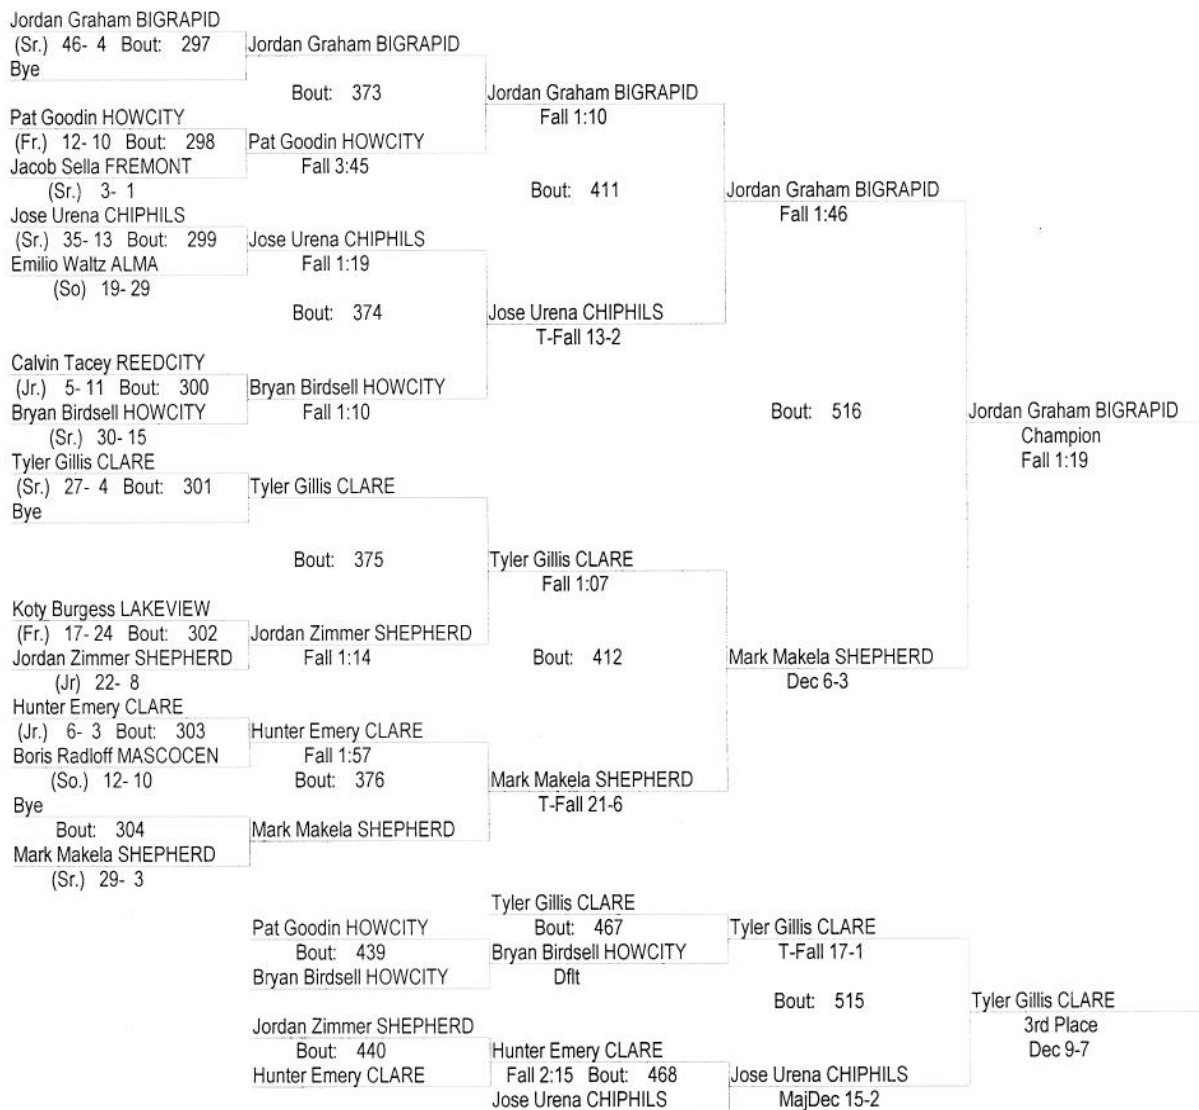 Jordan Graham BIGRAPID
(Sr.) 46- 4 Bout: 297
Bye
Jordan Graham BIGRAPID
Bout: 373
Jordan Graham BIGRAPID
Fall 1:10
Pat Goodin HOWCITY
(Fr.) 12- 10 Bout: 298
Jacob Sella FREMONT
(Sr.) 3- 1
Pat Goodin HOWCITY
Fall 3:45
Bout: 411
Jordan Graham BIGRAPID
Fall 1:46
Jose Urena CHIPHILS
(Sr.) 35- 13 Bout: 299
Emilio Waltz ALMA
(So) 19- 29
Jose Urena CHIPHILS
Fall 1:19
Bout: 374
Jose Urena CHIPHILS
T-Fall 13-2
Calvin Tacey REEDCITY
(Jr.) 5- 11 Bout: 300
Bryan Birdsell HOWCITY
(Sr.) 30- 15
Bryan Birdsell HOWCITY
Fall 1:10
Bout: 516
Jordan Graham BIGRAPID
Champion
Fall 1:19
Tyler Gillis CLARE
(Sr.) 27- 4 Bout: 301
Bye
Tyler Gillis CLARE
Bout: 375
Tyler Gillis CLARE
Fall 1:07
Koty Burgess LAKEVIEW
(Fr.) 17- 24 Bout: 302
Jordan Zimmer SHEPHERD
(Jr) 22- 8
Jordan Zimmer SHEPHERD
Fall 1:14
Bout: 412
Mark Makela SHEPHERD
Dec 6-3
Hunter Emery CLARE
(Jr.) 6- 3 Bout: 303
Boris Radloff MASCOCEN
(So.) 12- 10
Hunter Emery CLARE
Fall 1:57
Bout: 376
Mark Makela SHEPHERD
T-Fall 21-6
Bye
Bout: 304
Mark Makela SHEPHERD
(Sr.) 29- 3
Mark Makela SHEPHERD
Pat Goodin HOWCITY
Bout: 439
Bryan Birdsell HOWCITY
Tyler Gillis CLARE
Bout: 467
Bryan Birdsell HOWCITY
Dflt
Tyler Gillis CLARE
T-Fall 17-1
Bout: 515
Tyler Gillis CLARE
3rd Place
Dec 9-7
Jordan Zimmer SHEPHERD
Bout: 440
Hunter Emery CLARE
Hunter Emery CLARE
Fall 2:15 Bout: 468
Jose Urena CHIPHILS
Jose Urena CHIPHILS
MajDec 15-2